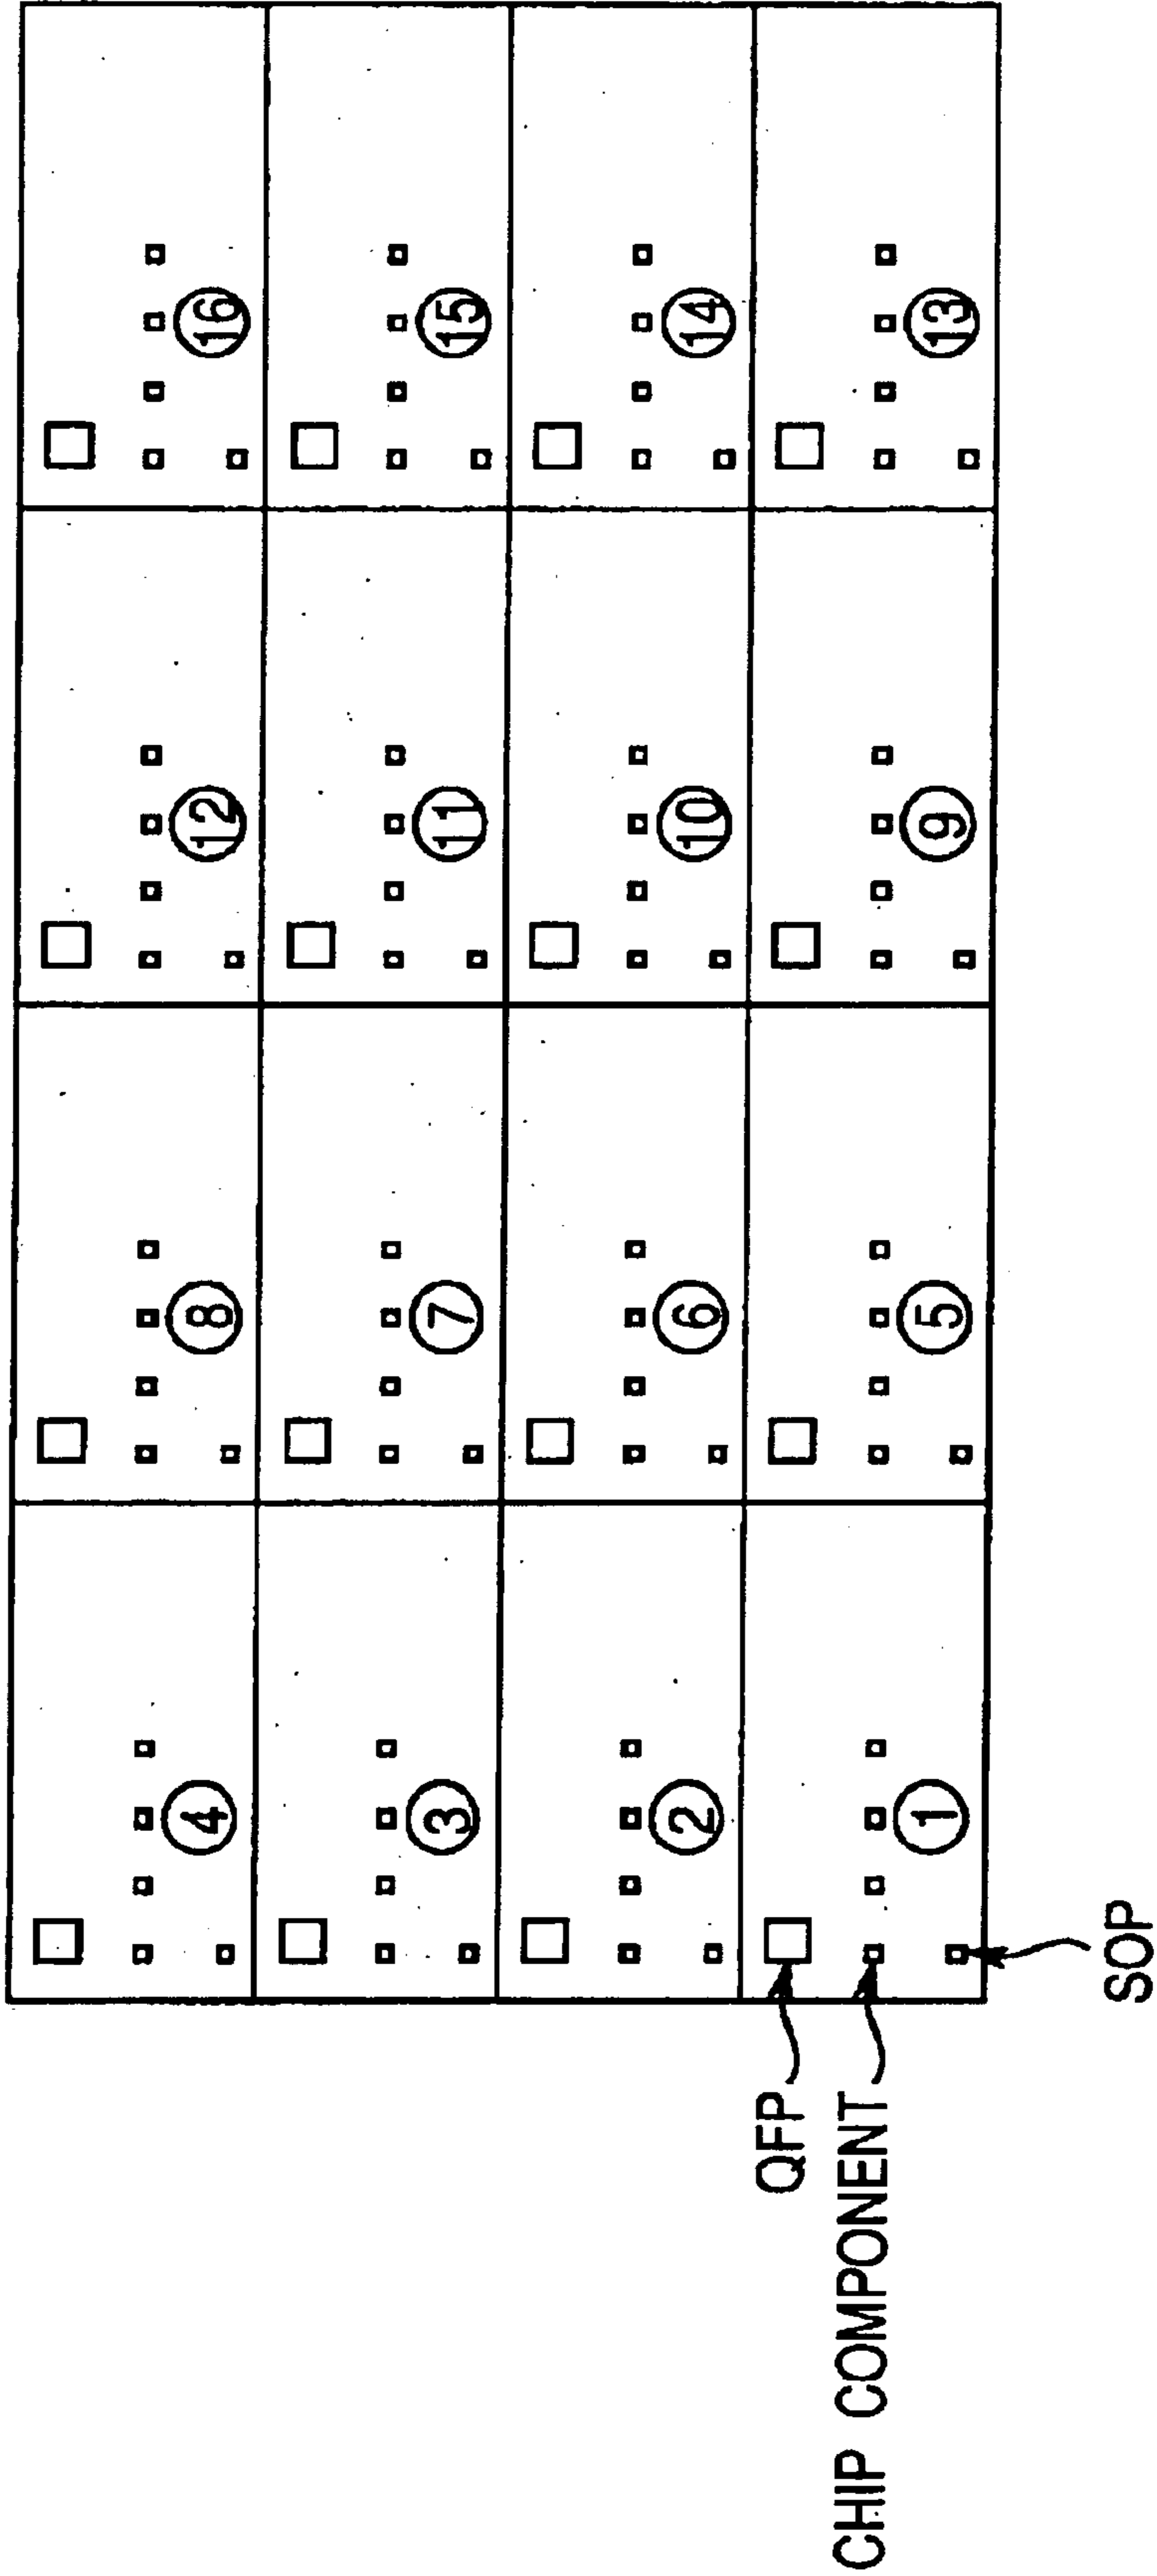 ④ ⑧ ⑫ ⑯
③ ⑦ ⑪ ⑮
② ⑥ ⑩ ⑭
QFP
CHIP COMPONENT
① ⑤ ⑨ ⑬
SOP